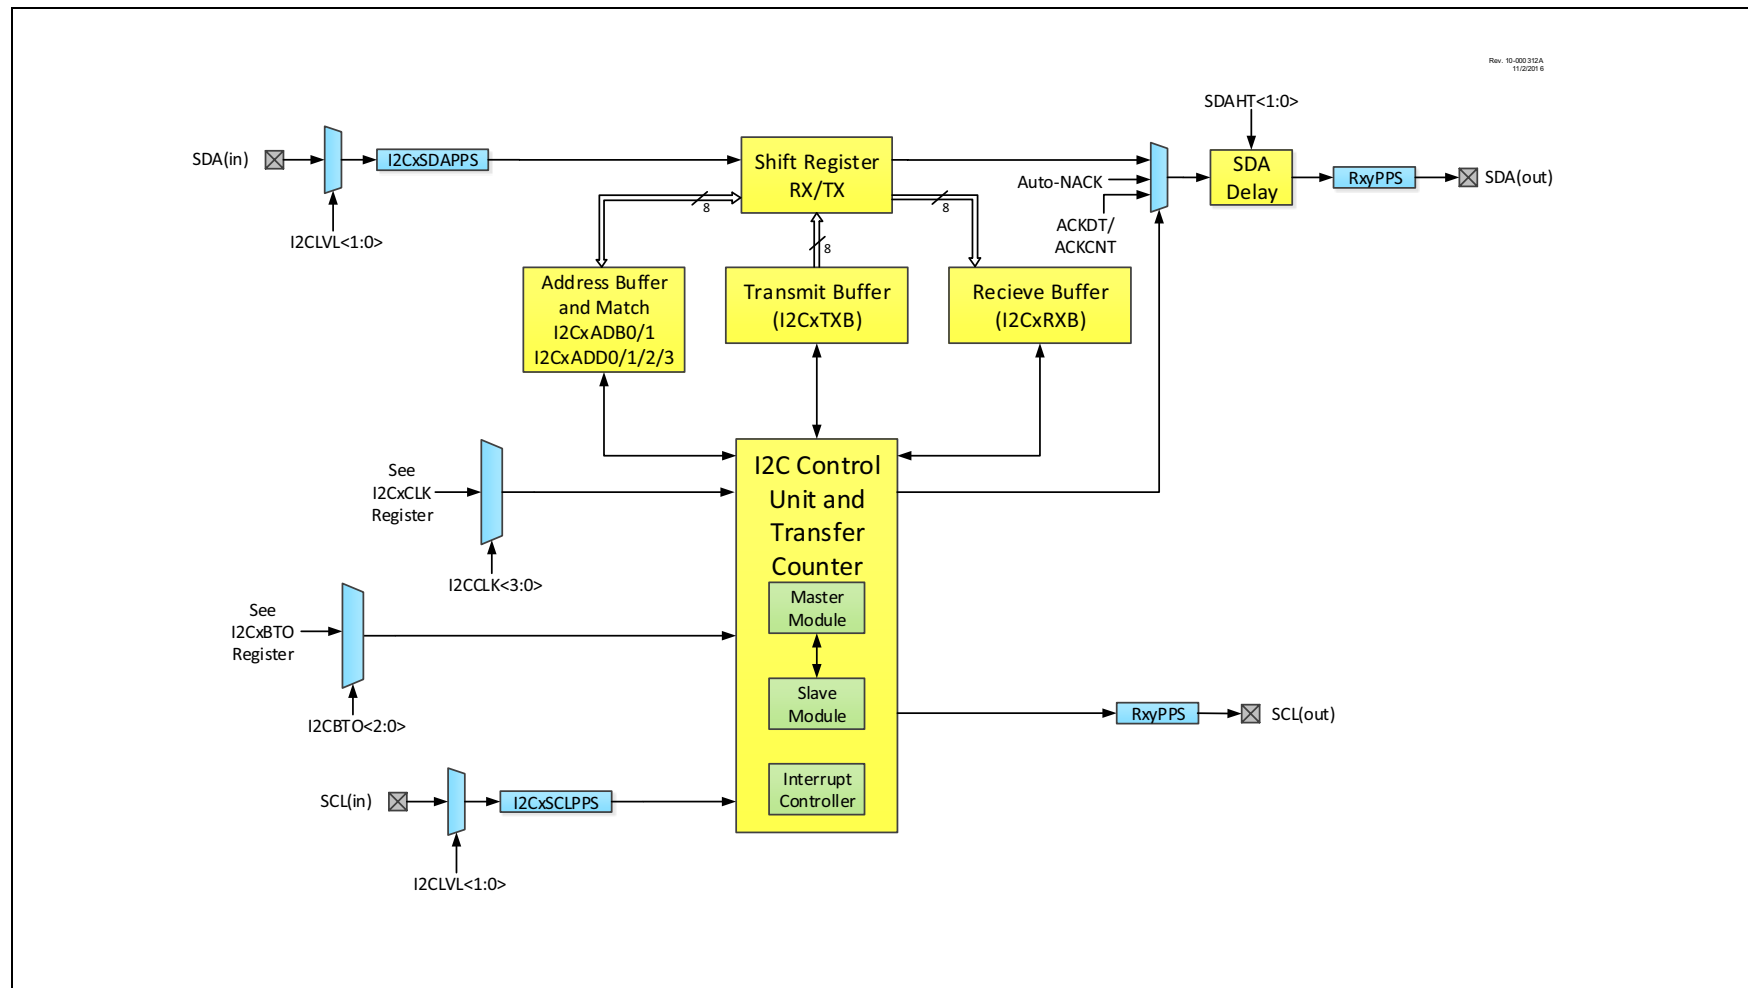 Rev. 10-000312A
11/2/2016
SDAHT<1:0>
SDA(in)
I2CxSDAPPS
Shift Register
RX/TX
Auto-NACK
SDA
Delay
RxyPPS
SDA(out)
8
8
I2CLVL<1:0>
ACKDT/
ACKCNT
8
Address Buffer
and Match
I2CxADB0/1
I2CxADD0/1/2/3
Transmit Buffer
(I2CxTXB)
Recieve Buffer
(I2CxRXB)
See
I2CxCLK
Register
I2CCLK<3:0>
I2C Control
Unit and
Transfer
Counter
Master
Module
See
I2CxBTO
Register
I2CBTO<2:0>
Slave
Module
RxyPPS
SCL(out)
SCL(in)
I2CxSCLPPS
Interrupt
Controller
I2CLVL<1:0>